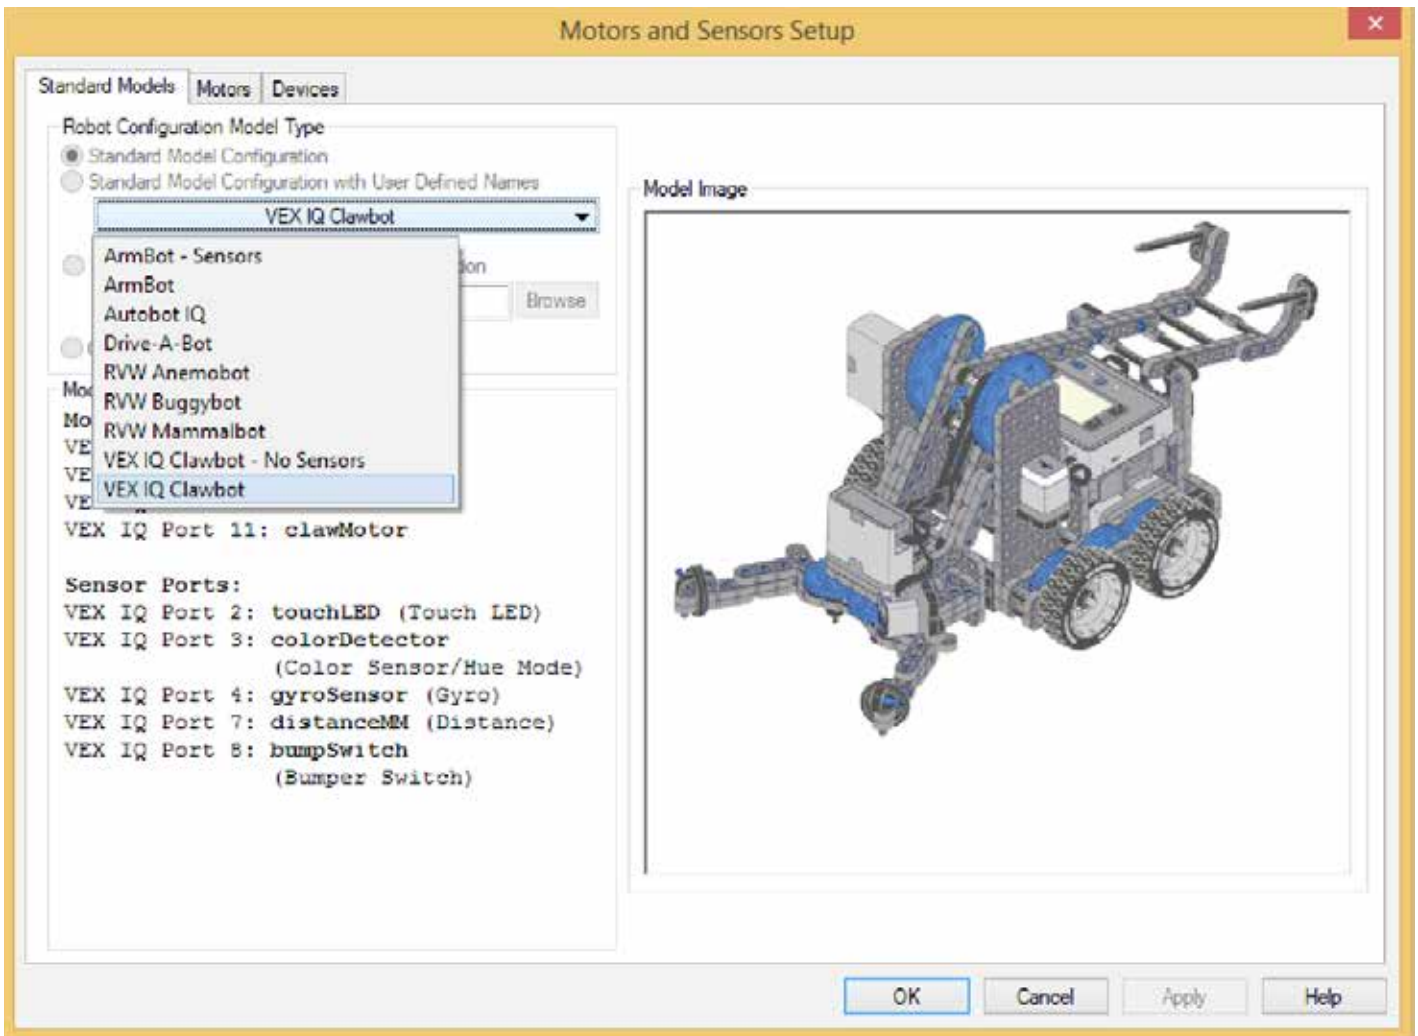 Motors and Sensors Setup
Standard Models
Motors
Devices
Robot Configuration Model Type
Standard Model Configuration
Standard Model Configuration with User Defined Names
VEX IQ Clawbot
ArmBot - Sensors
ArmBot
Autobot IQ
Drive-A-Bot
RVW Anemobot
RVW Buggybot
RVW Mammalbot
VEX IQ Clawbot - No Sensors
VEX IQ Clawbot
Browse
VEX IQ Port 11: clawMotor
Sensor Ports:
VEX IQ Port 2: touchLED (Touch LED)
VEX IQ Port 3: colorDetector
(Color Sensor/Hue Mode)
VEX IQ Port 4: gyroSensor (Gyro)
VEX IQ Port 7: distanceMM (Distance)
VEX IQ Port 8: bumpSwitch
(Bumper Switch)
Model Image
OK
Cancel
Apply
Help